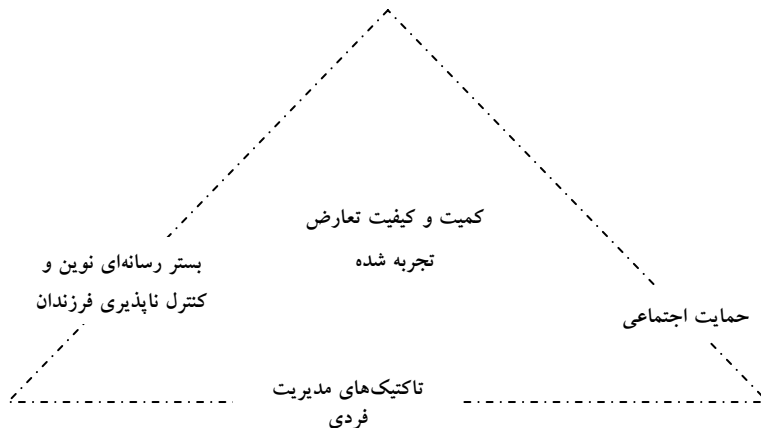 کمیت و کیفیت تعارض
تجربه شده
بستر رسانه‌ای نوین و
کنترل ناپذیری فرزندان
حمایت اجتماعی
تاکتیک‌های مدیریت
فردی